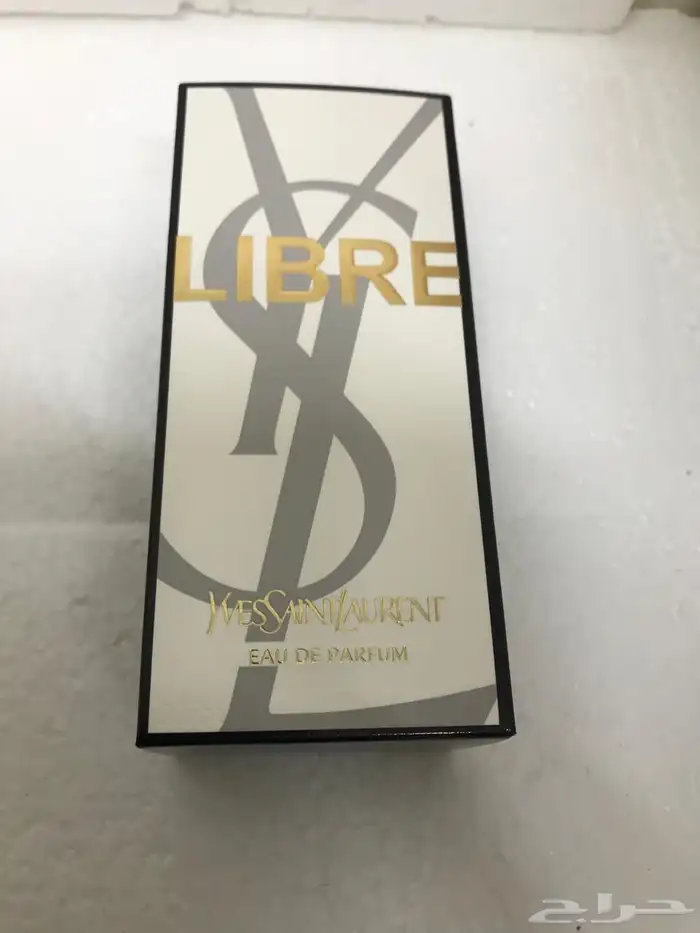 LIBRE
YVESSAINTLAURENT
EAU DE PARFUM
حراج